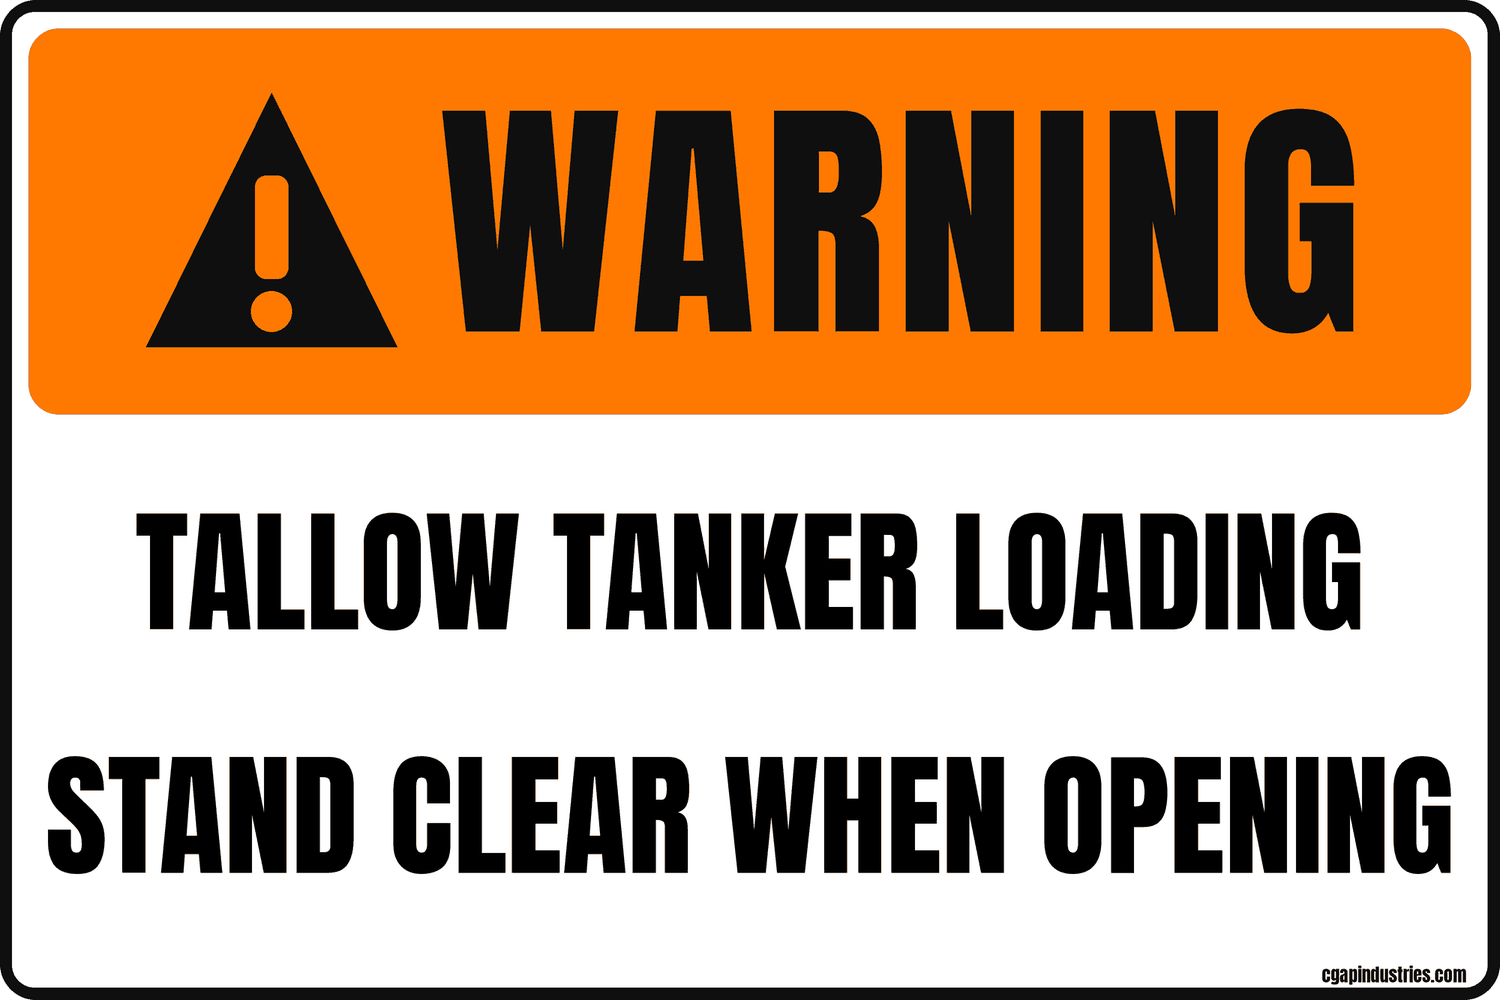 WARNING
TALLOW TANKER LOADING
STAND CLEAR WHEN OPENING
cgapindustries.com